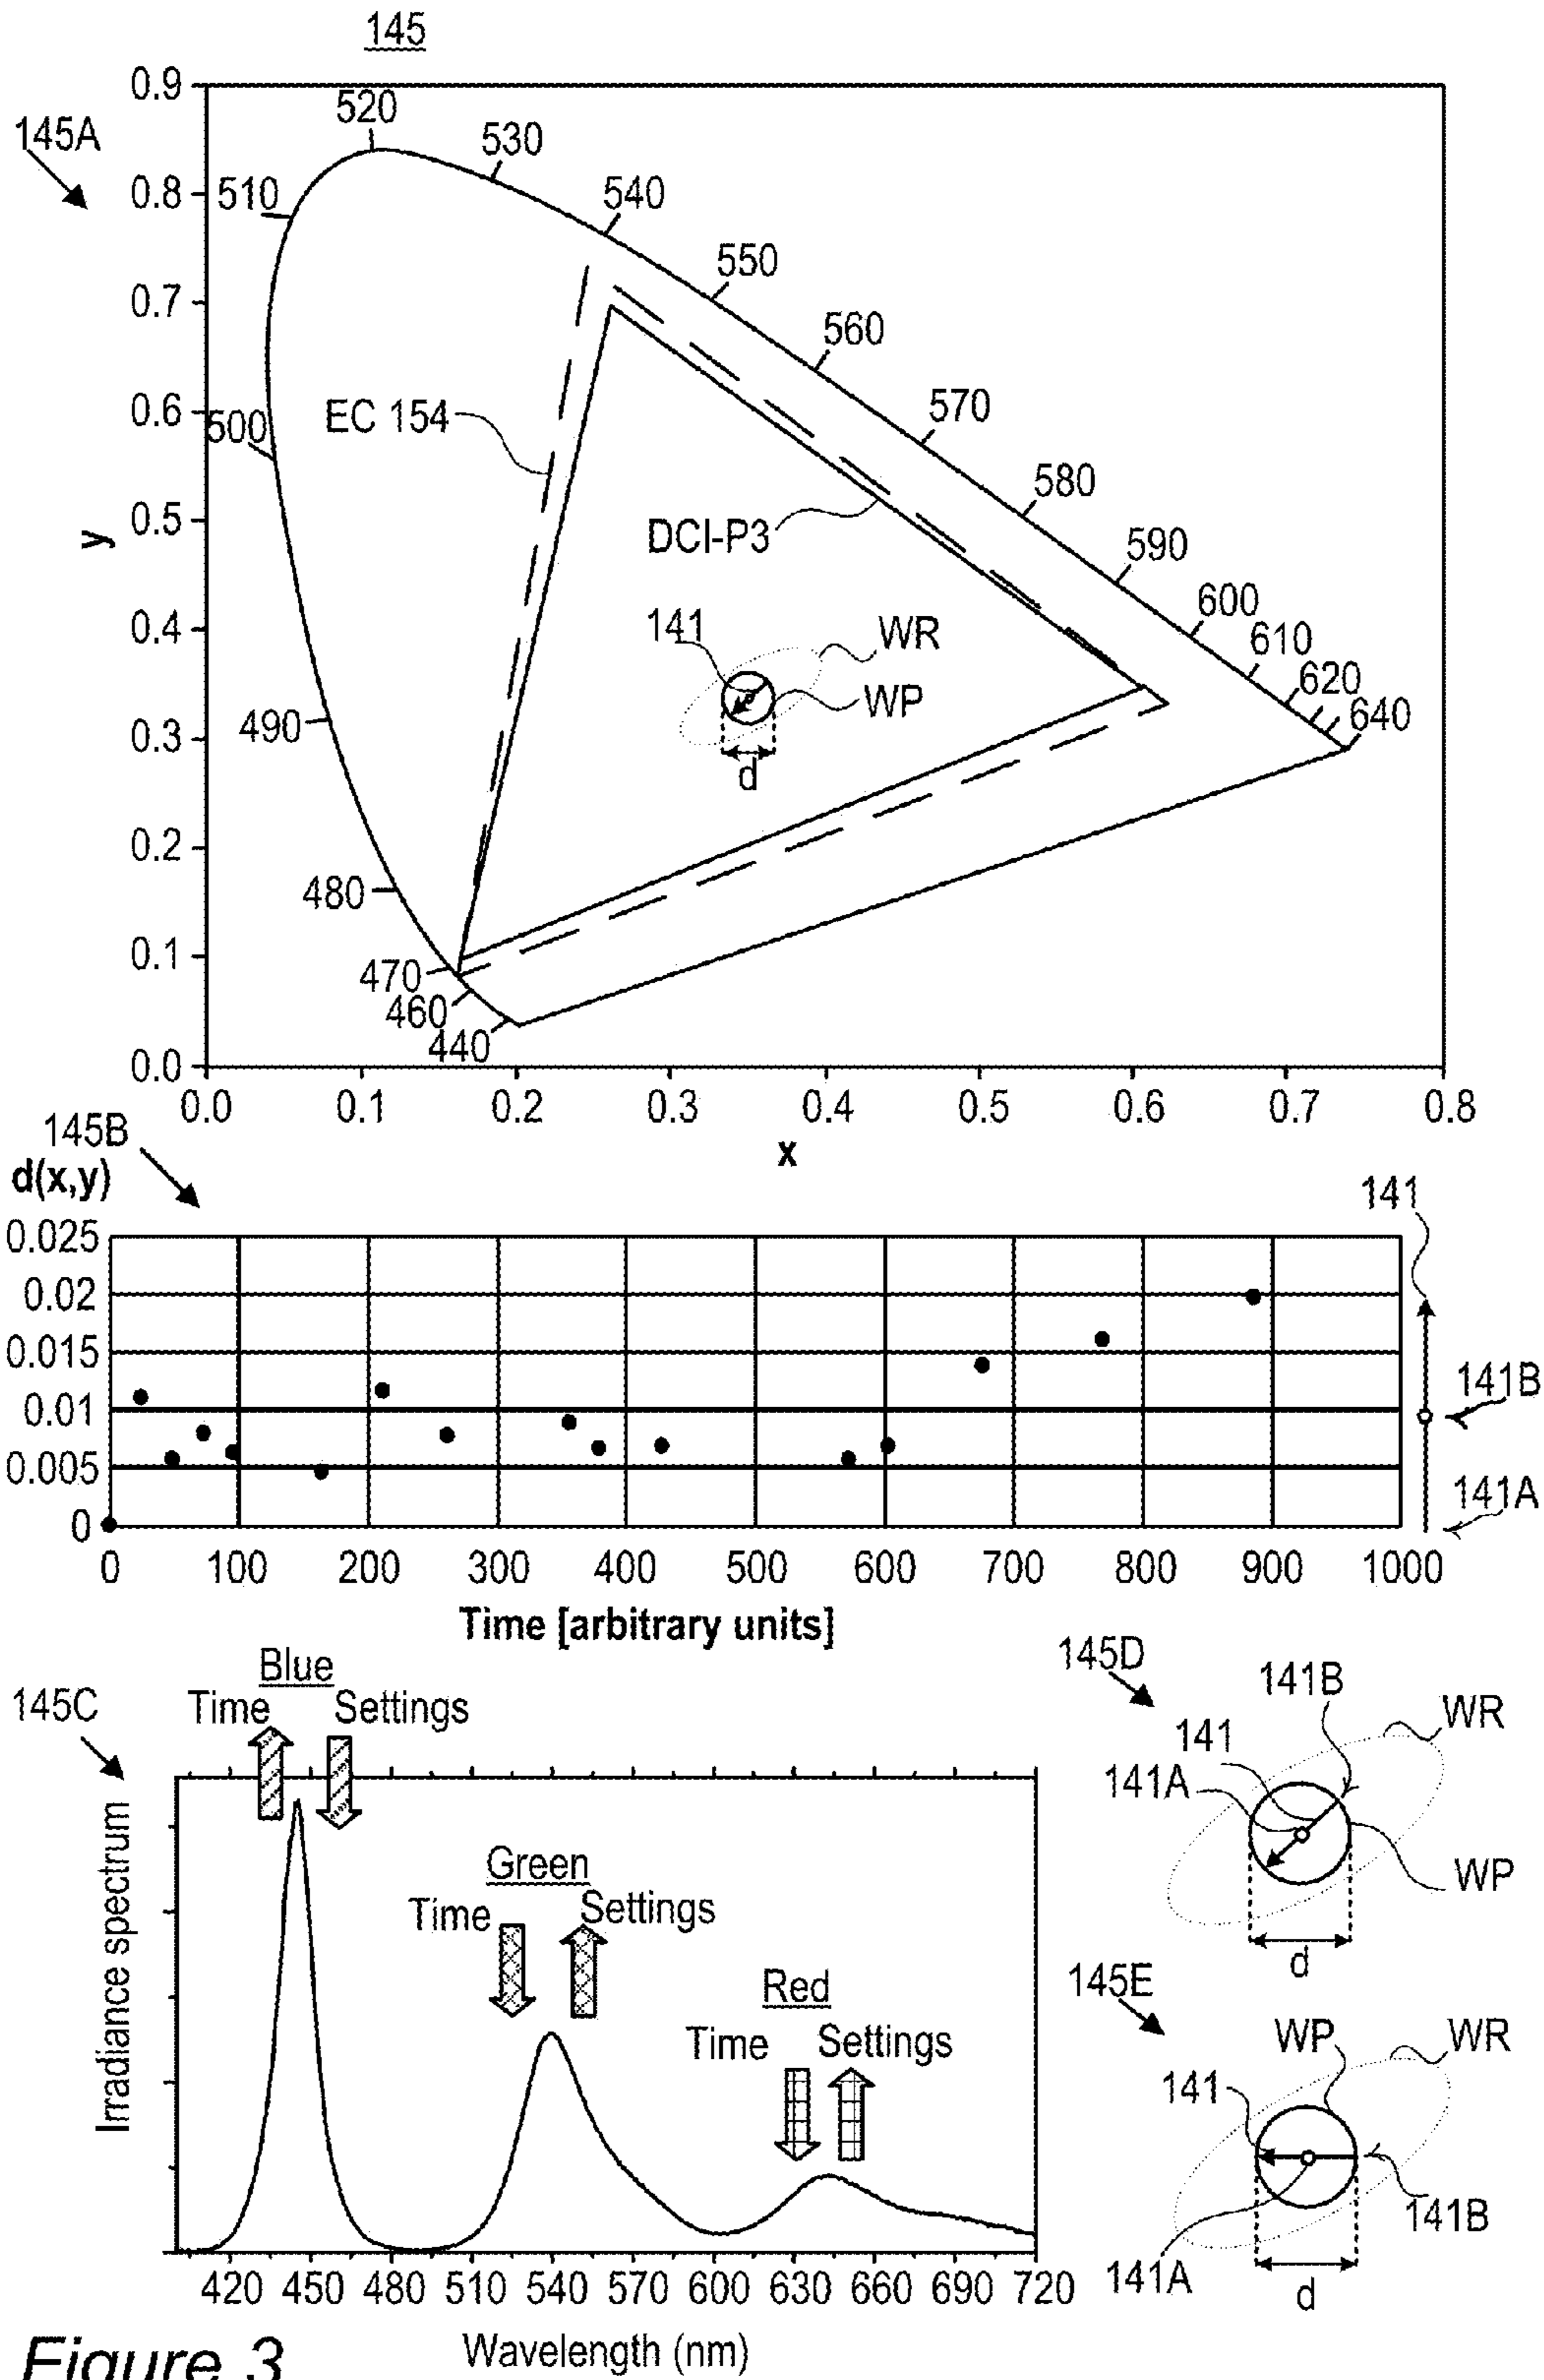 145
145A
0.9
0.8
0.7
0.6
0.5
0.4
0.3
0.2
0.1
0.0
y
520
530
510
540
550
560
570
500
EC 154
580
DCI-P3
590
600
141
WR
610
620
WP
640
490
d
480
470
460
440
0.0 0.1 0.2 0.3 0.4 0.5 0.6 0.7 0.8
x
145B
d(x,y)
141
0.025
0.02
0.015
0.01
0.005
0
141B
141A
0 100 200 300 400 500 600 700 800 900 1000
Time [arbitrary units]
145C
Blue
Time Settings
Green
Time Settings
Red
Time Settings
Irradiance spectrum
420 450 480 510 540 570 600 630 660 690 720
Wavelength (nm)
145D
141B
WR
141
141A
WP
d
145E
WP
WR
141
141B
141A
d
Figure 3